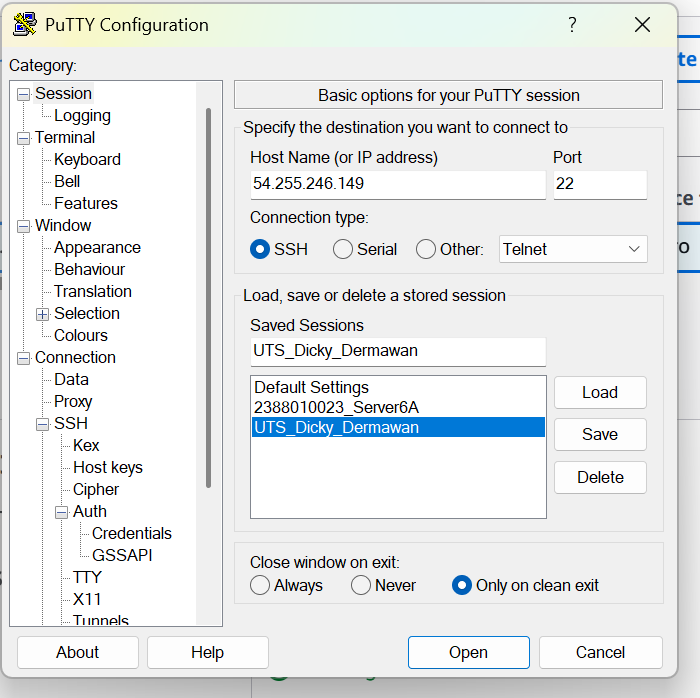 PuTTY Configuration
?
Category:
Session
Logging
Terminal
Keyboard
Bell
Features
Window
Appearance
Behaviour
Translation
Selection
Colours
Connection
Data
Proxy
SSH
Kex
Host keys
Cipher
Auth
Credentials
GSSAPI
TTY
X11
Tunnels
Basic options for your PuTTY session
Specify the destination you want to connect to
Host Name (or IP address) Port
54.255.246.149 22
Connection type:
SSH Serial Other: Telnet
Load, save or delete a stored session
Saved Sessions
UTS_Dicky_Dermawan
Default Settings
2388010023_Server6A
UTS_Dicky_Dermawan
Load
Save
Delete
Close window on exit:
Always Never Only on clean exit
About Help Open Cancel